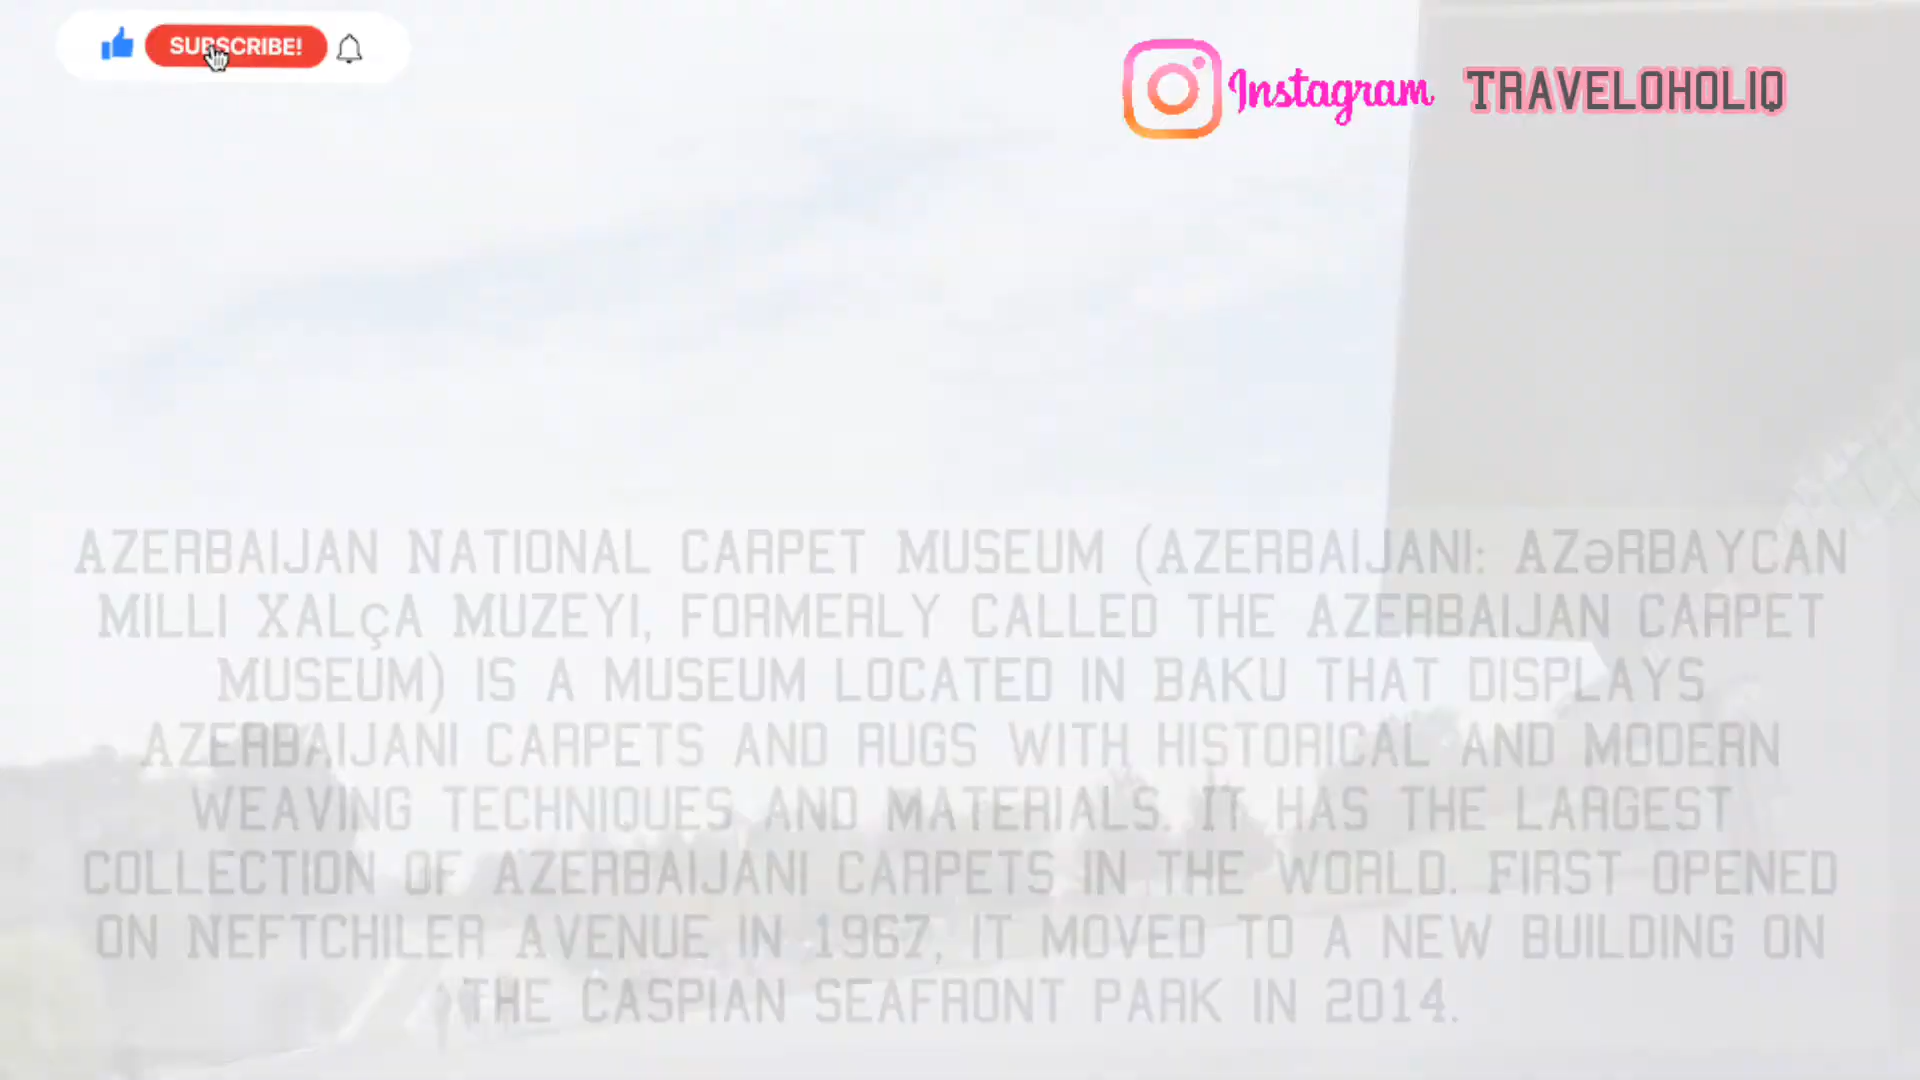 SUBSCRIBE!
Instagram TRAVELOHOLIQ
AZERBAIJAN NATIONAL CARPET MUSEUM (AZERBAIJANI: AZəRBAYCAN
MILLI XALçA MUZEYI, FORMERLY CALLED THE AZERBAIJAN CARPET
MUSEUM) IS A MUSEUM LOCATED IN BAKU THAT DISPLAYS
AZERBAIJANI CARPETS AND RUGS WITH HISTORICAL AND MODERN
WEAVING TECHNIQUES AND MATERIALS. IT HAS THE LARGEST
COLLECTION OF AZERBAIJANI CARPETS IN THE WORLD. FIRST OPENED
ON NEFTCHILER AVENUE IN 1967, IT MOVED TO A NEW BUILDING ON
THE CASPIAN SEAFRONT PARK IN 2014.